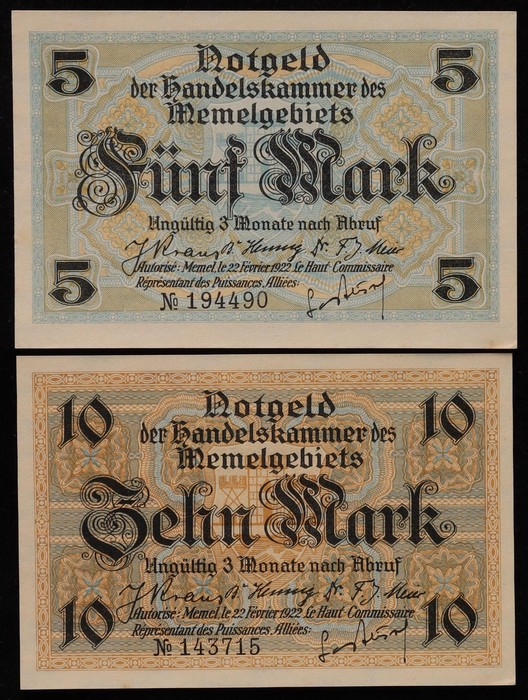 5 Notgeld 5
der Handelskammer des
Memelgebiets
Fünf Mark
Ungültig 3 Monate nach Abruf
Autorisé: Memel, le 22 Février 1922 Le Haut-Commissaire
5 Représentant des Puissances Alliées: 5
№ 194490
10 Notgeld 10
der Handelskammer des
Memelgebiets
Zehn Mark
Ungültig 3 Monate nach Abruf
Autorisé: Memel, le 22 Février 1922 Le Haut-Commissaire
10 Représentant des Puissances Alliées: 10
№ 143715